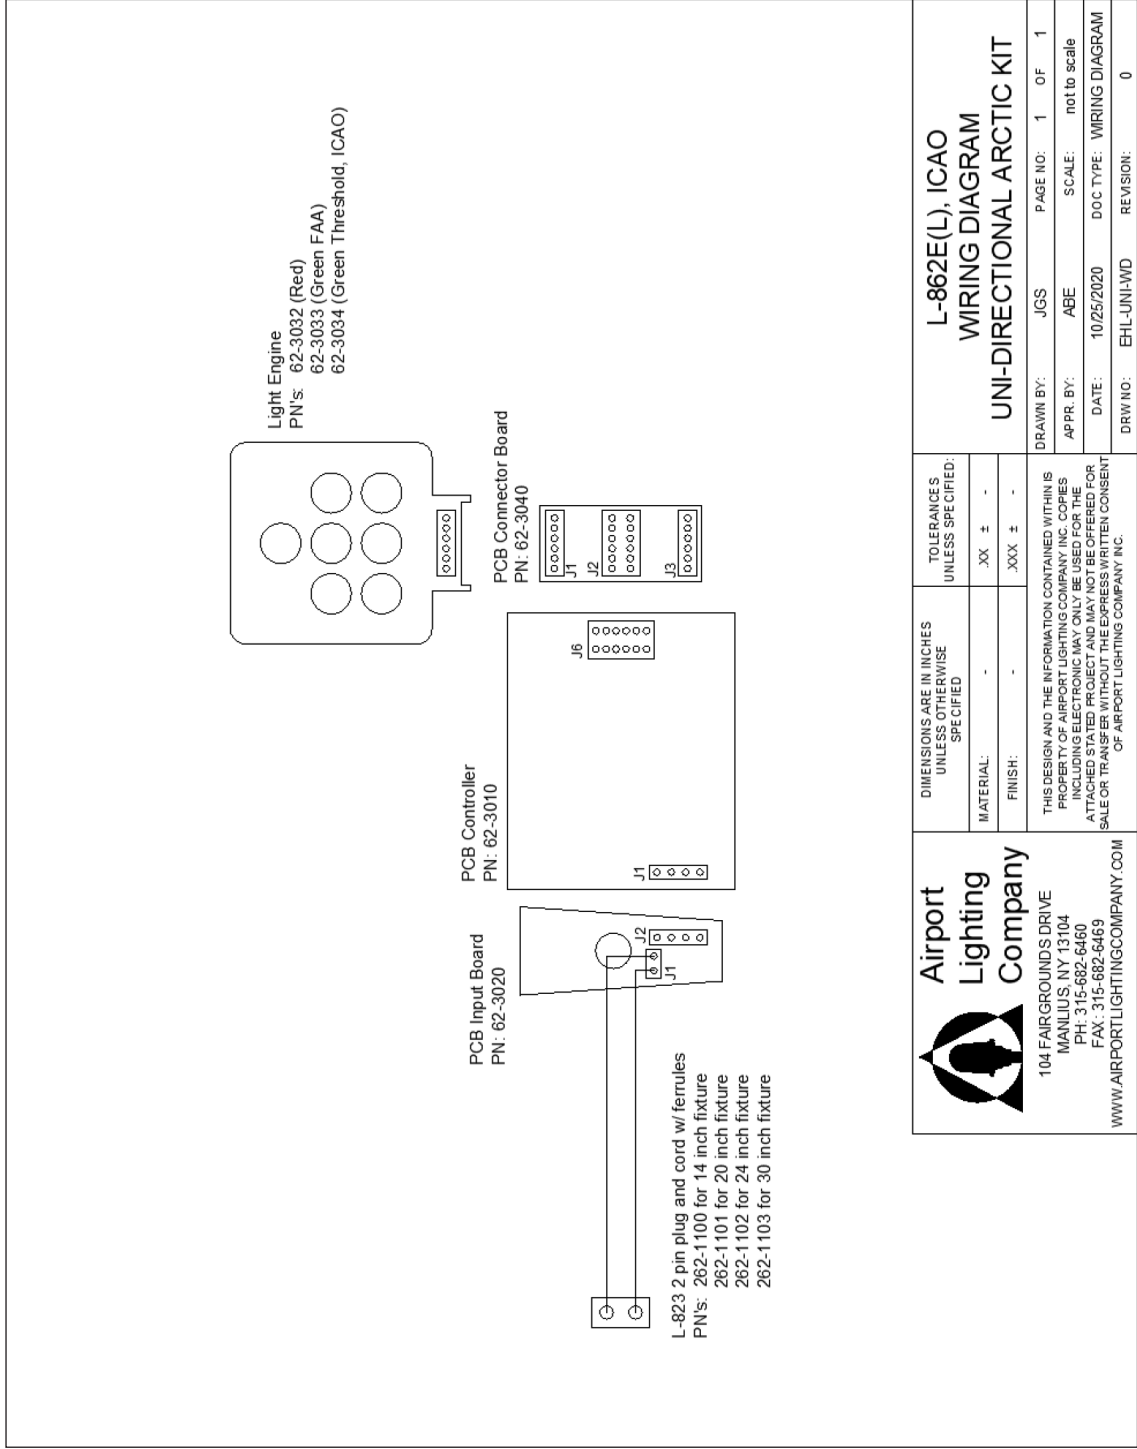 Light Engine
PN's: 62-3032 (Red)
62-3033 (Green FAA)
62-3034 (Green Threshold, ICAO)
PCB Connector Board
PN: 62-3040
J1
J2
J3
PCB Controller
PN: 62-3010
J6
J1
PCB Input Board
PN: 62-3020
J2
J1
L-823 2 pin plug and cord w/ ferrules
PN's: 262-1100 for 14 inch fixture
262-1101 for 20 inch fixture
262-1102 for 24 inch fixture
262-1103 for 30 inch fixture
Airport
Lighting
Company
104 FAIRGROUNDS DRIVE
MANLIUS, NY 13104
PH: 315-682-6460
FAX: 315-682-6469
WWW.AIRPORTLIGHTINGCOMPANY.COM
DIMENSIONS ARE IN INCHES
UNLESS OTHERWISE
SPECIFIED
TOLERANCES
UNLESS SPECIFIED:
MATERIAL: -
.XX ± -
FINISH: -
.XXX ± -
THIS DESIGN AND THE INFORMATION CONTAINED WITHIN IS
PROPERTY OF AIRPORT LIGHTING COMPANY INC. COPIES
INCLUDING ELECTRONIC MAY ONLY BE USED FOR THE
ATTACHED STATED PROJECT AND MAY NOT BE OFFERED FOR
SALE OR TRANSFER WITHOUT THE EXPRESS WRITTEN CONSENT
OF AIRPORT LIGHTING COMPANY INC.
L-862E(L), ICAO
WIRING DIAGRAM
UNI-DIRECTIONAL ARCTIC KIT
DRAWN BY: JGS PAGE NO: 1 OF 1
APPR. BY: ABE SCALE: not to scale
DATE: 10/25/2020 DOC TYPE: WIRING DIAGRAM
DRW NO: EHL-UNI-WD REVISION: 0